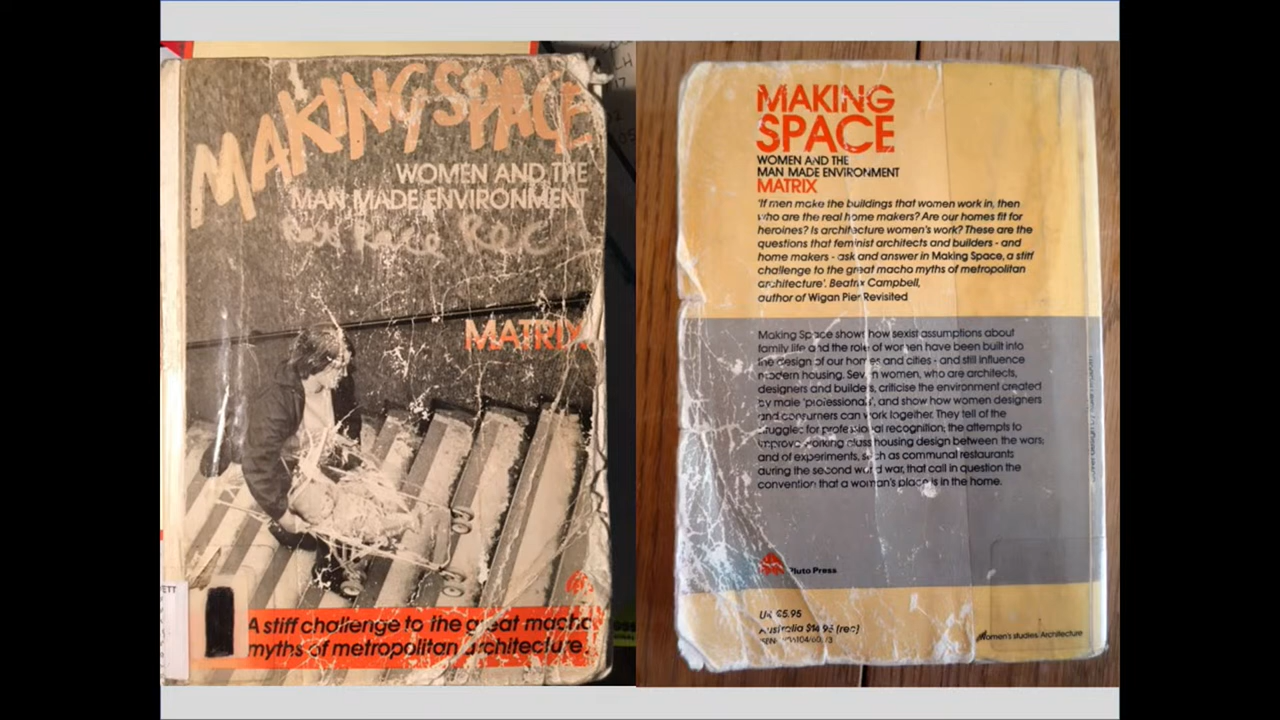 MAKING SPACE
WOMEN AND THE
MAN MADE ENVIRONMENT
MATRIX
A stiff challenge to the great macho
myths of metropolitan architecture.
MAKING
SPACE
WOMEN AND THE
MAN MADE ENVIRONMENT
MATRIX
'If men make the buildings that women work in, then
who are the real home makers? Are our homes fit for
heroines? Is architecture women's work? These are the
questions that feminist architects and builders - and
home makers - ask and answer in Making Space, a stiff
challenge to the great macho myths of metropolitan
architecture'. Beatrix Campbell,
author of Wigan Pier Revisited
Making Space shows how sexist assumptions about
family life and the role of women have been built into
the design of our homes and cities - and still influence
modern housing. Seven women, who are architects,
designers and builders, criticise the environment created
by male 'professionals', and show how women designers
and consumers can work together. They tell of the
struggles for professional recognition, the attempts to
improve working class housing design between the wars,
and of experiments, such as communal restaurants
during the second world war, that call in question the
convention that a woman's place is in the home.
Pluto Press
UK £5.95
Australia $14.95 (rec)
Women's studies/Architecture